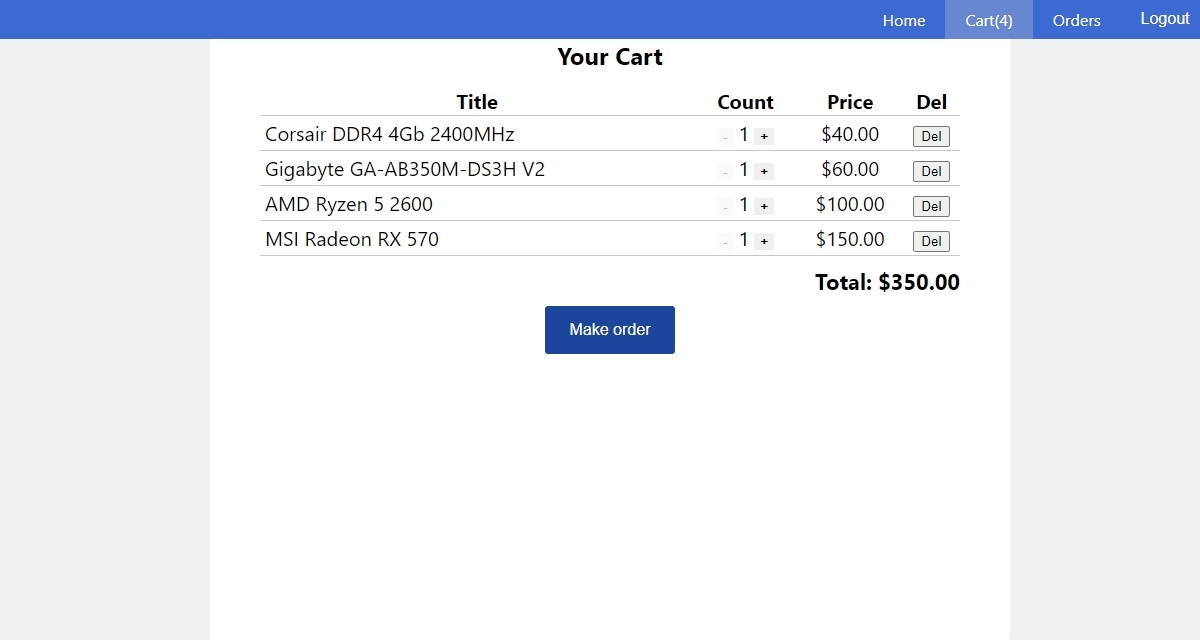 Home Cart(4) Orders Logout
Your Cart
Title Count Price Del
Corsair DDR4 4Gb 2400MHz - 1 + $40.00 Del
Gigabyte GA-AB350M-DS3H V2 - 1 + $60.00 Del
AMD Ryzen 5 2600 - 1 + $100.00 Del
MSI Radeon RX 570 - 1 + $150.00 Del
Total: $350.00
Make order